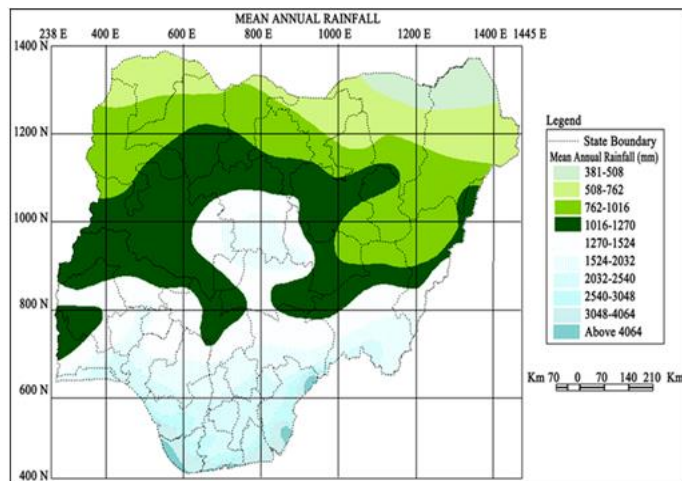 MEAN ANNUAL RAINFALL
238 E 400 E 600 E 800 E 1000 E 1200 E 1400 E 1445 E
1400 N
1200 N
1000 N
800 N
600 N
400 N
Legend
State Boundary
Mean Annual Rainfall (mm)
381-508
508-762
762-1016
1016-1270
1270-1524
1524-2032
2032-2540
2540-3048
3048-4064
Above 4064
Km 70 0 70 140 210 Km